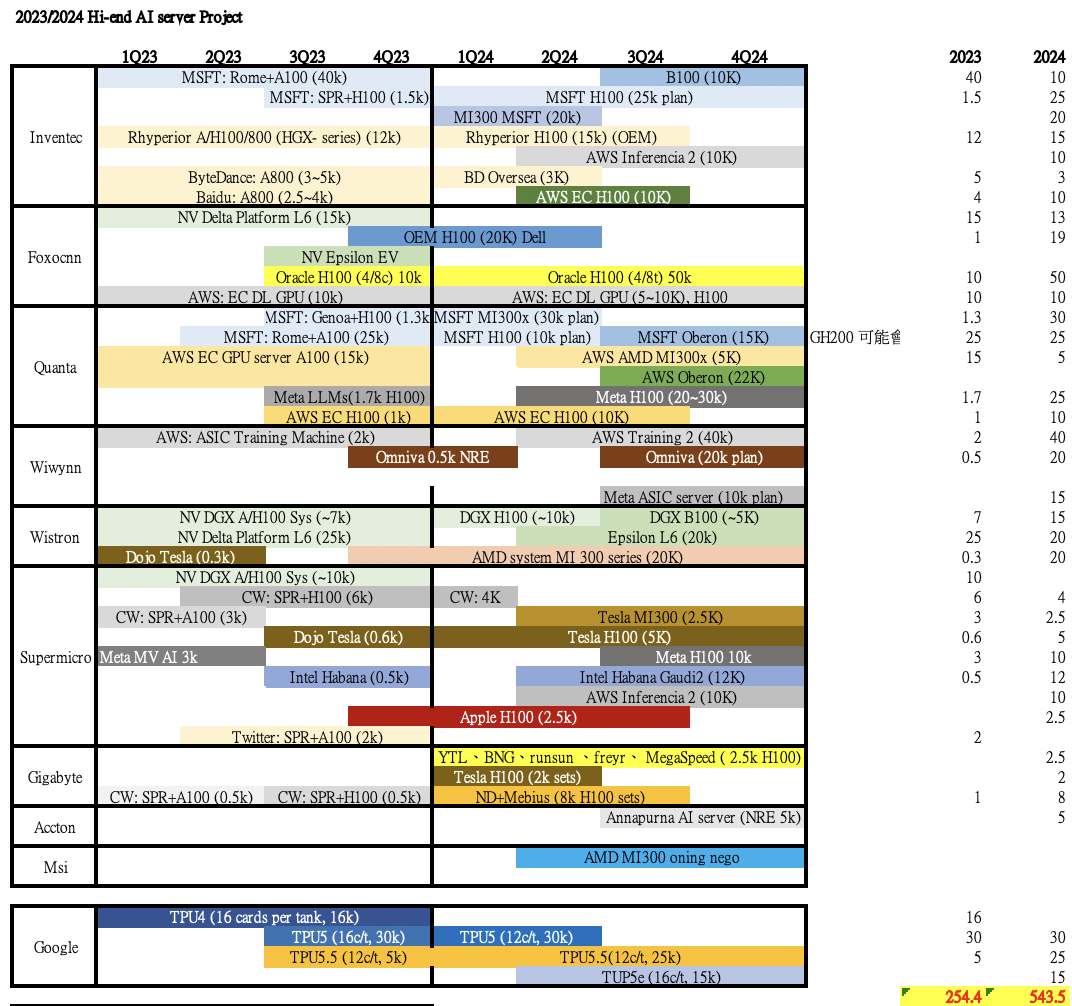 2023/2024 Hi-end AI server Project
1Q23 2Q23 3Q23 4Q23 1Q24 2Q24 3Q24 4Q24 2023 2024
MSFT: Rome+A100 (40k) B100 (10K) 40 10
MSFT: SPR+H100 (1.5k) MSFT H100 (25k plan) 1.5 25
MI300 MSFT (20k) 20
Inventec Rhyperior A/H100/800 (HGX- series) (12k) Rhyperior H100 (15k) (OEM) 12 15
AWS Inferencia 2 (10K) 10
ByteDance: A800 (3~5k) BD Oversea (3K) 5 3
Baidu: A800 (2.5~4k) AWS EC H100 (10K) 4 10
NV Delta Platform L6 (15k) 15 13
OEM H100 (20K) Dell 1 19
Foxocnn NV Epsilon EV
Oracle H100 (4/8c) 10k Oracle H100 (4/8t) 50k 10 50
AWS: EC DL GPU (10k) AWS: EC DL GPU (5~10K), H100 10 10
MSFT: Genoa+H100 (1.3k MSFT MI300x (30k plan) 1.3 30
MSFT: Rome+A100 (25k) MSFT H100 (10k plan) MSFT Oberon (15K) GH200 可能會 25 25
AWS EC GPU server A100 (15k) AWS AMD MI300x (5K) 15 5
Quanta AWS Oberon (22K)
Meta LLMs(1.7k H100) Meta H100 (20~30k) 1.7 25
AWS EC H100 (1k) AWS EC H100 (10K) 1 10
AWS: ASIC Training Machine (2k) AWS Training 2 (40k) 2 40
Omniva 0.5k NRE Omniva (20k plan) 0.5 20
Wiwynn
Meta ASIC server (10k plan) 15
NV DGX A/H100 Sys (~7k) DGX H100 (~10k) DGX B100 (~5K) 7 15
Wistron NV Delta Platform L6 (25k) Epsilon L6 (20k) 25 20
Dojo Tesla (0.3k) AMD system MI 300 series (20K) 0.3 20
NV DGX A/H100 Sys (~10k) 10
CW: SPR+H100 (6k) CW: 4K 6 4
CW: SPR+A100 (3k) Tesla MI300 (2.5K) 3 2.5
Dojo Tesla (0.6k) Tesla H100 (5K) 0.6 5
Supermicro Meta MV AI 3k Meta H100 10k 3 10
Intel Habana (0.5k) Intel Habana Gaudi2 (12K) 0.5 12
AWS Inferencia 2 (10K) 10
Apple H100 (2.5k) 2.5
Twitter: SPR+A100 (2k) 2
YTL、BNG、runsun 、freyr、 MegaSpeed ( 2.5k H100) 2.5
Gigabyte Tesla H100 (2k sets) 2
CW: SPR+A100 (0.5k) CW: SPR+H100 (0.5k) ND+Mebius (8k H100 sets) 1 8
Annapurna AI server (NRE 5k) 5
Accton
Msi AMD MI300 oning nego
TPU4 (16 cards per tank, 16k) 16
TPU5 (16c/t, 30k) TPU5 (12c/t, 30k) 30 30
Google TPU5.5 (12c/t, 5k) TPU5.5(12c/t, 25k) 5 25
TUP5e (16c/t, 15k) 15
254.4 543.5